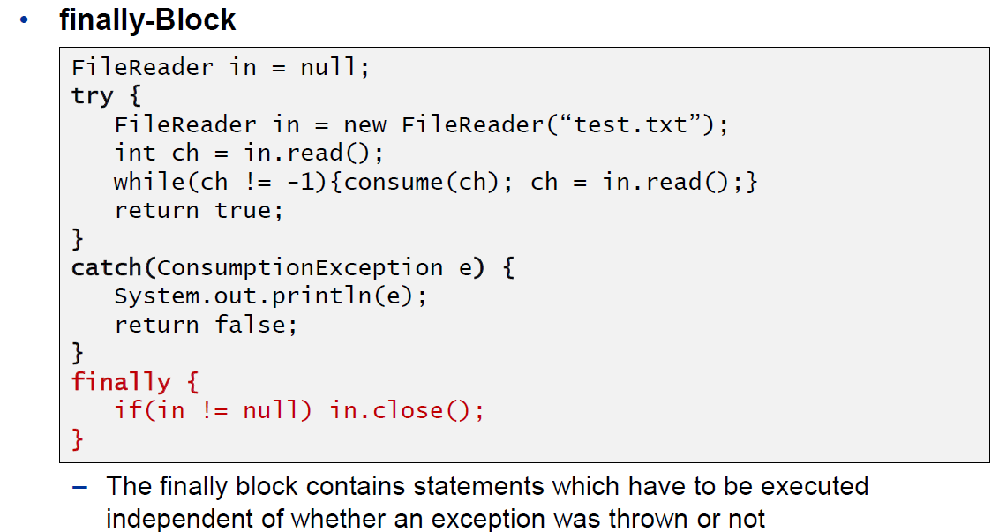 • finally-Block
FileReader in = null;
try {
FileReader in = new FileReader(“test.txt”);
int ch = in.read();
while(ch != -1){consume(ch); ch = in.read();}
return true;
}
catch(ConsumptionException e) {
System.out.println(e);
return false;
}
finally {
if(in != null) in.close();
}
– The finally block contains statements which have to be executed
independent of whether an exception was thrown or not